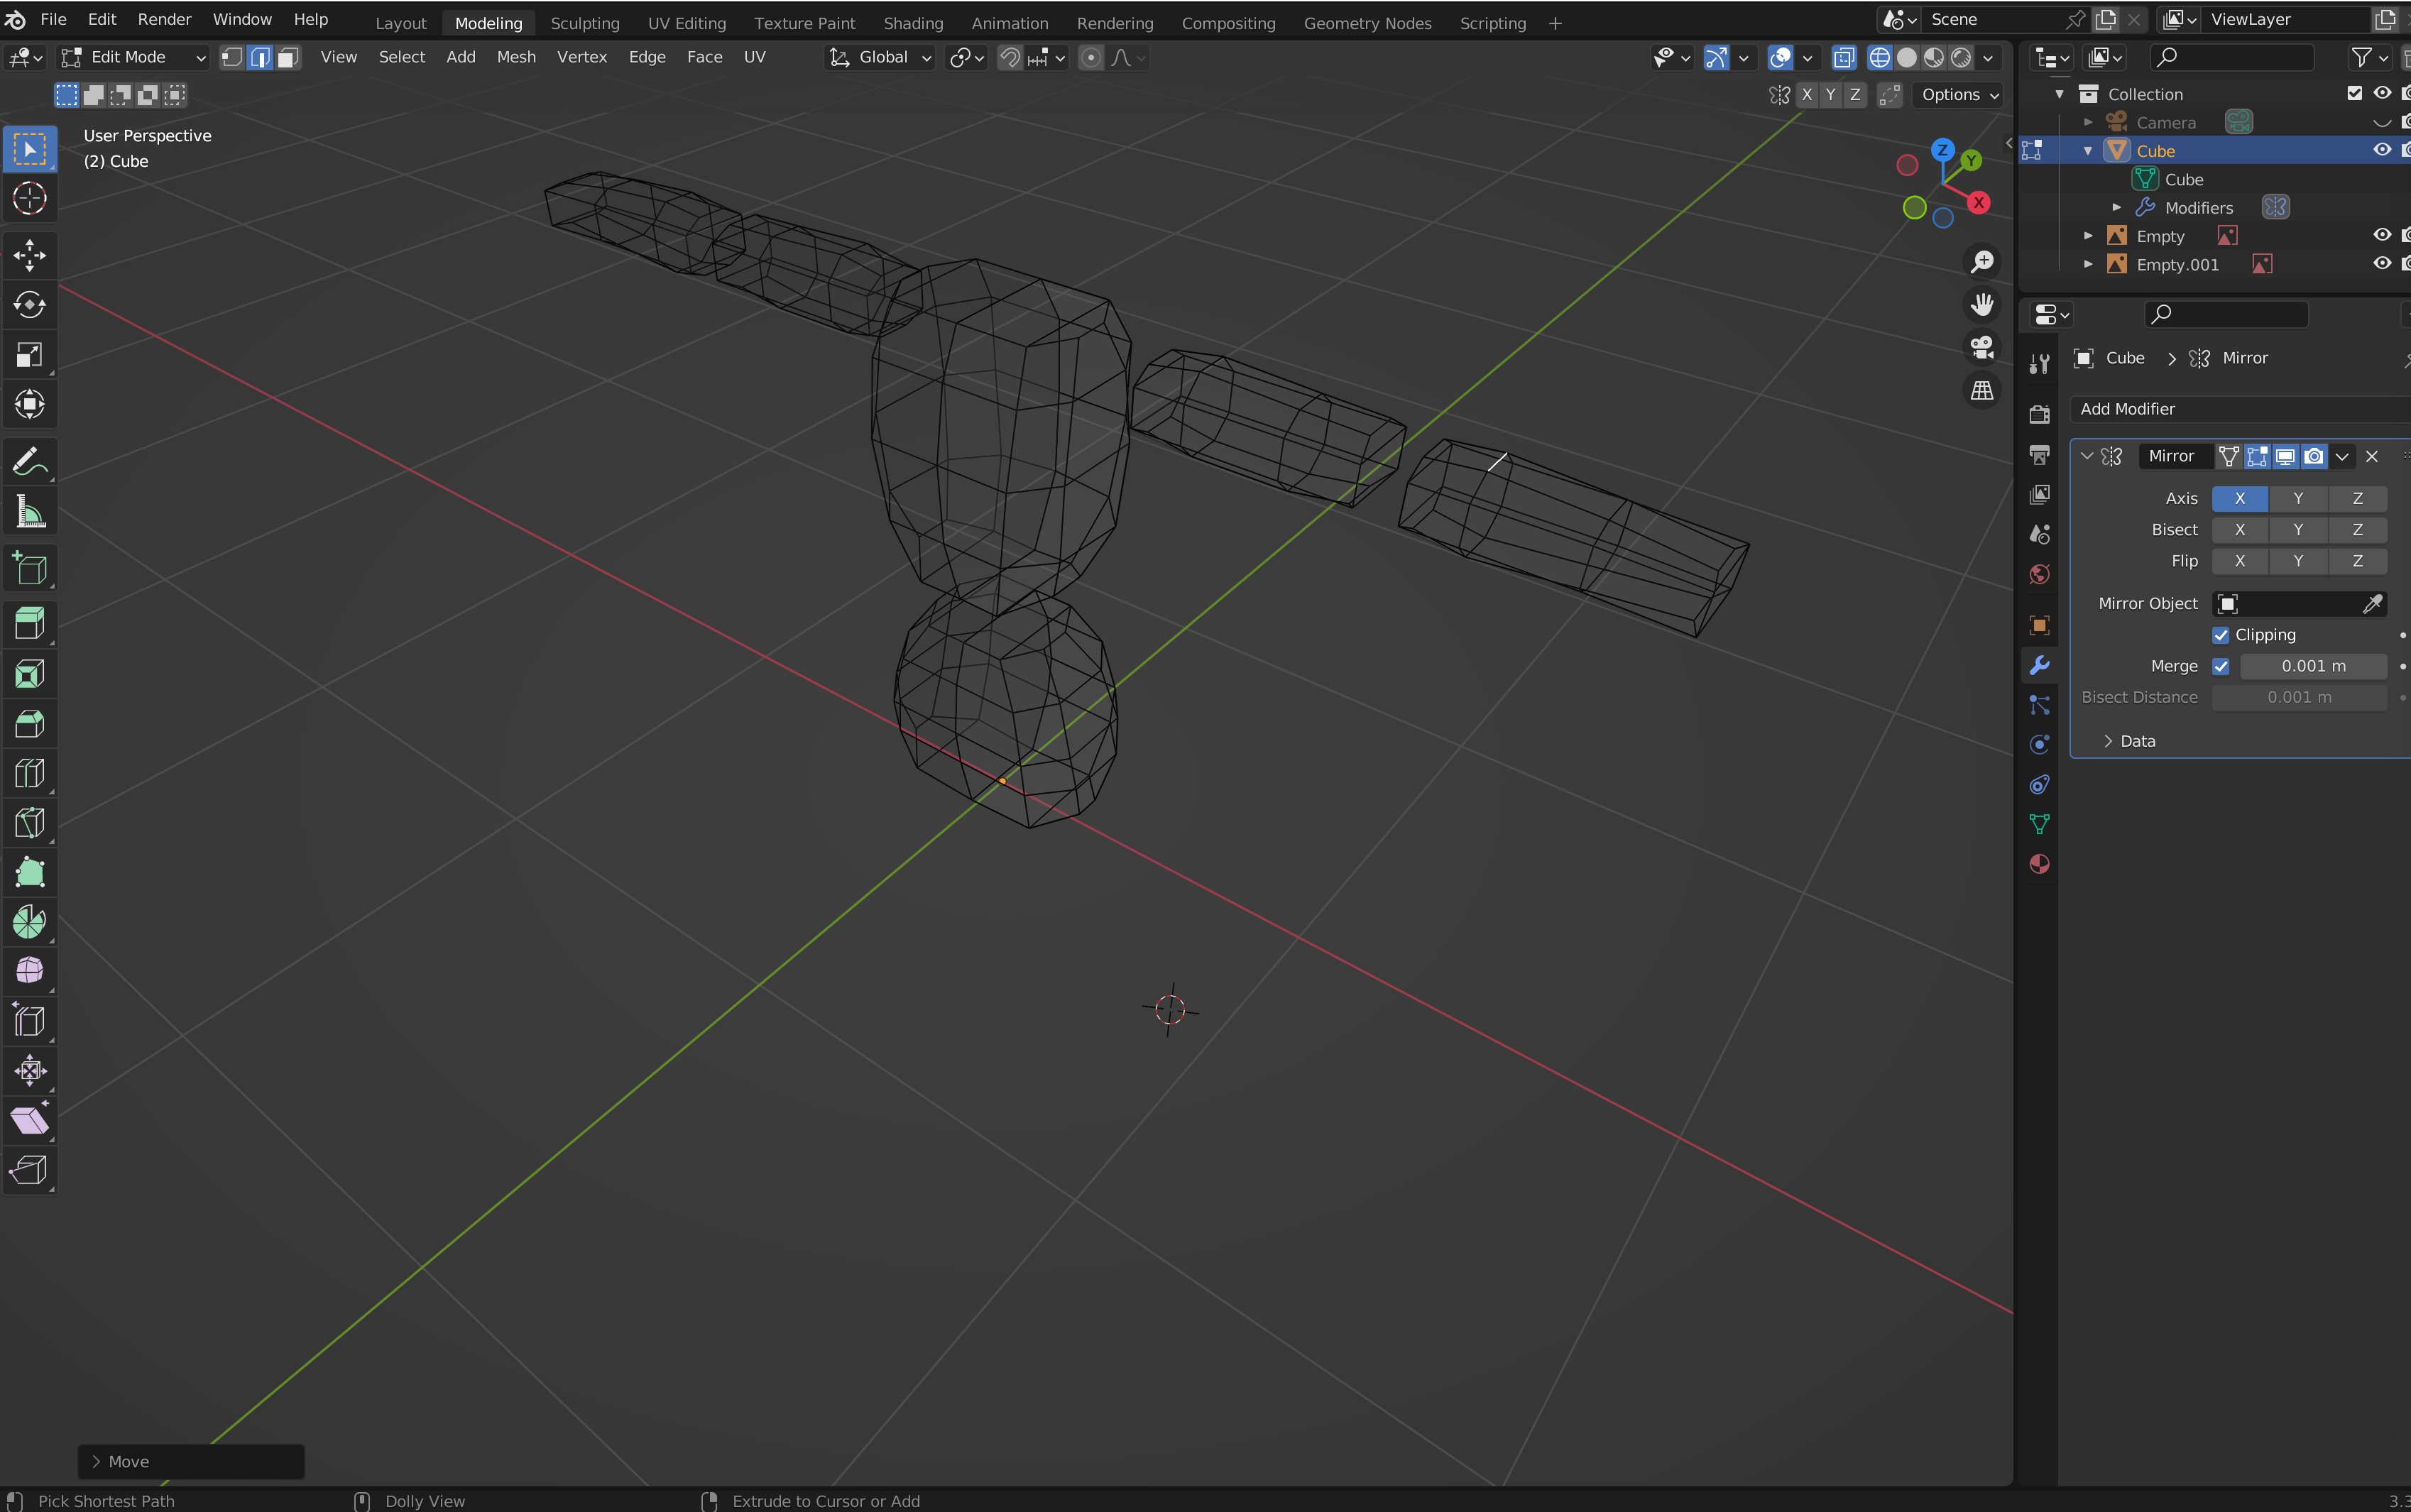 File Edit Render Window Help Layout Modeling Sculpting UV Editing Texture Paint Shading Animation Rendering Compositing Geometry Nodes Scripting + Scene ViewLayer
Edit Mode View Select Add Mesh Vertex Edge Face UV Global
X Y Z Options
User Perspective
(2) Cube
Z
Y
X
Collection
Camera
Cube
Cube
Modifiers
Empty
Empty.001
Cube > Mirror
Add Modifier
Mirror
Axis X Y Z
Bisect X Y Z
Flip X Y Z
Mirror Object
Clipping
Merge 0.001 m
Bisect Distance 0.001 m
> Data
> Move
Pick Shortest Path Dolly View Extrude to Cursor or Add